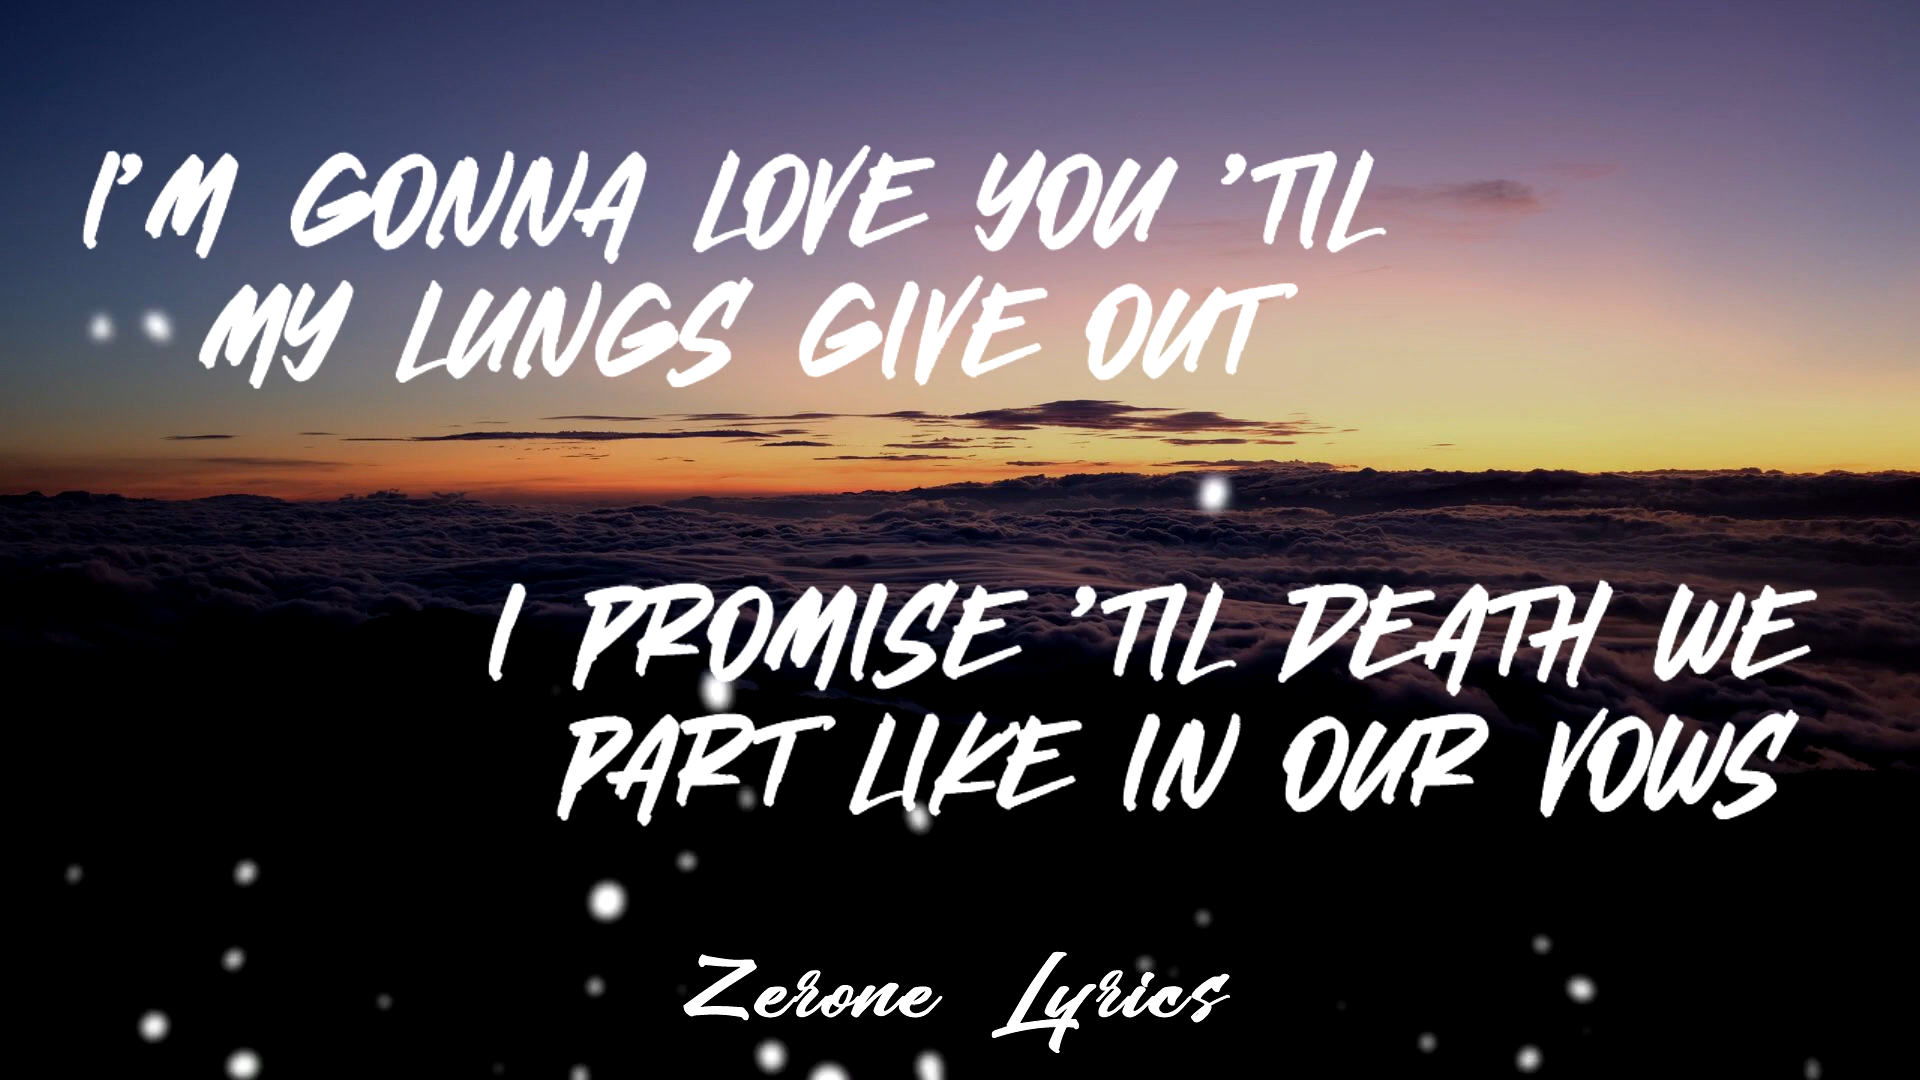 I'M GONNA LOVE YOU 'TIL
MY LUNGS GIVE OUT
I PROMISE 'TIL DEATH WE
PART LIKE IN OUR VOWS
Zerone Lyrics